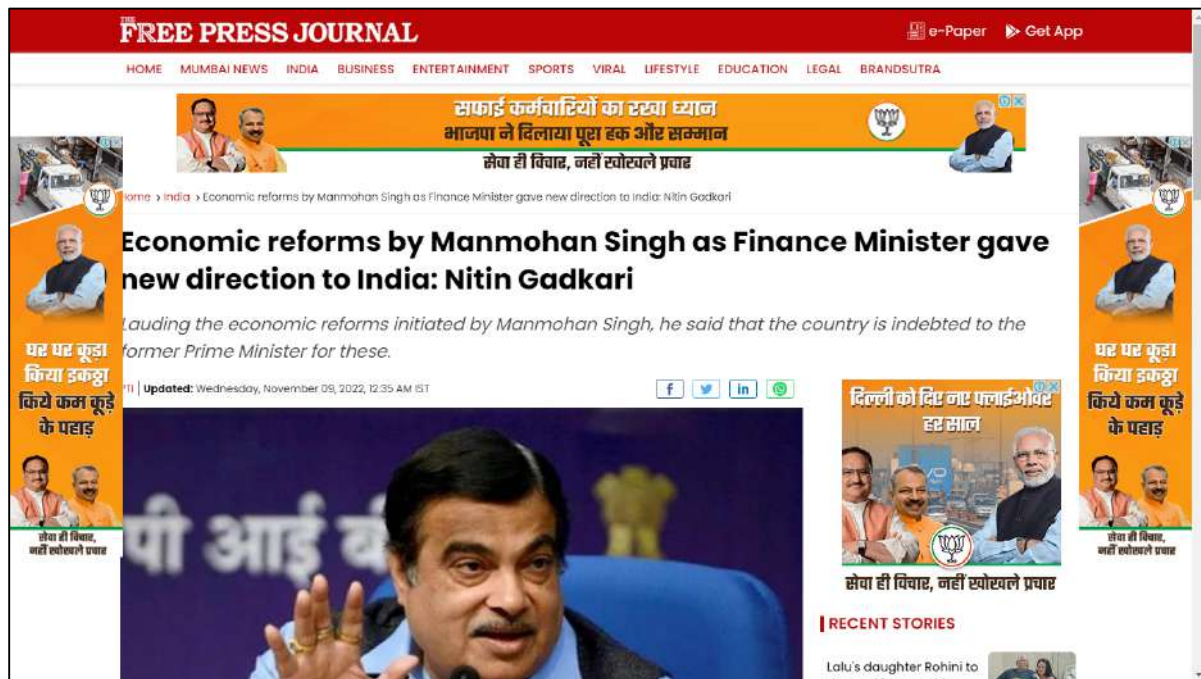 THE
FREE PRESS JOURNAL
e-Paper
Get App
HOME MUMBAI NEWS INDIA BUSINESS ENTERTAINMENT SPORTS VIRAL LIFESTYLE EDUCATION LEGAL BRANDSUTRA
सफाई कर्मचारियों का रखा ध्यान
भाजपा ने दिलाया पूरा हक और सम्मान
सेवा ही विचार, नहीं खोखले प्रचार
Home > India > Economic reforms by Manmohan Singh as Finance Minister gave new direction to India: Nitin Gadkari
Economic reforms by Manmohan Singh as Finance Minister gave
new direction to India: Nitin Gadkari
Lauding the economic reforms initiated by Manmohan Singh, he said that the country is indebted to the
former Prime Minister for these.
PTI | Updated: Wednesday, November 09, 2022, 12:35 AM IST
घर घर कूड़ा
किया इकठ्ठा
किये कम कूड़े
के पहाड़
सेवा ही विचार,
नहीं खोखले प्रचार
पी आई ब
दिल्ली को दिए नए फ्लाईओवर
हर साल
सेवा ही विचार, नहीं खोखले प्रचार
घर घर कूड़ा
किया इकठ्ठा
किये कम कूड़े
के पहाड़
सेवा ही विचार,
नहीं खोखले प्रचार
RECENT STORIES
Lalu's daughter Rohini to